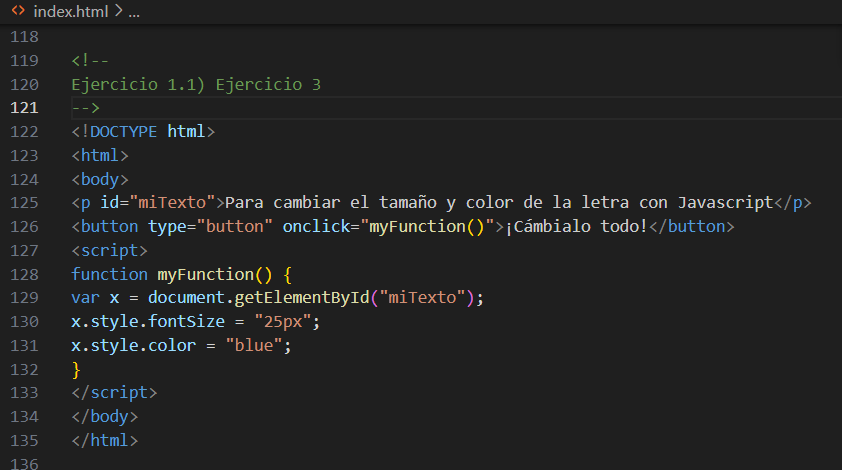 <> index.html > ...
118
119 <!--
120 Ejercicio 1.1) Ejercicio 3
121 -->
122 <!DOCTYPE html>
123 <html>
124 <body>
125 <p id="miTexto">Para cambiar el tamaño y color de la letra con Javascript</p>
126 <button type="button" onclick="myFunction()">¡Cámbialo todo!</button>
127 <script>
128 function myFunction() {
129 var x = document.getElementById("miTexto");
130 x.style.fontSize = "25px";
131 x.style.color = "blue";
132 }
133 </script>
134 </body>
135 </html>
136